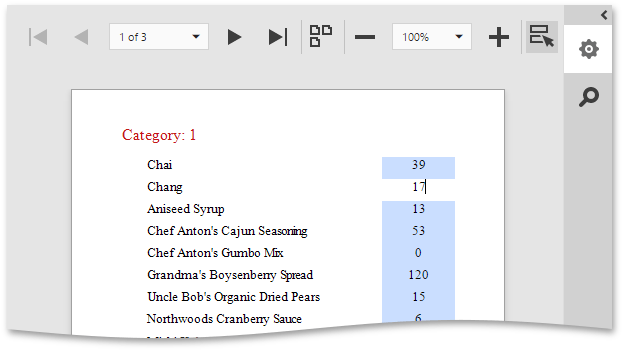 1 of 3 100%
Category: 1
Chai 39
Chang 17
Aniseed Syrup 13
Chef Anton's Cajun Seasoning 53
Chef Anton's Gumbo Mix 0
Grandma's Boysenberry Spread 120
Uncle Bob's Organic Dried Pears 15
Northwoods Cranberry Sauce 6